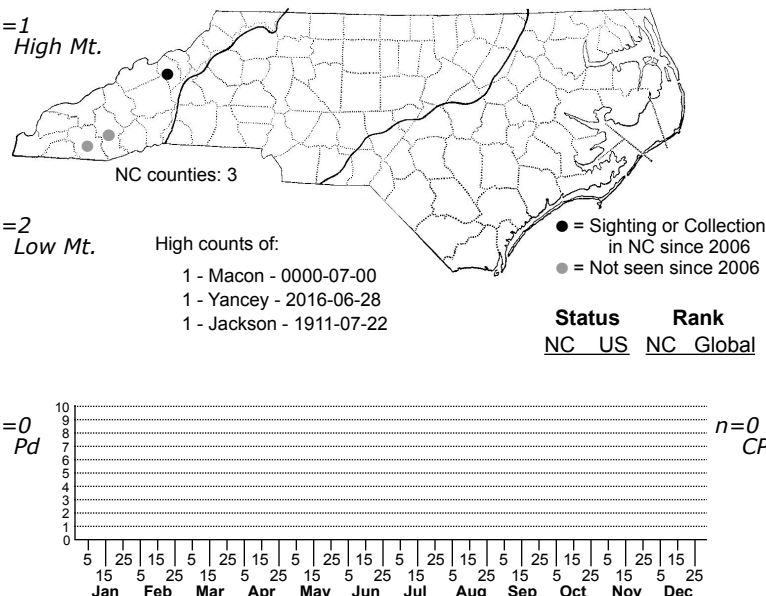 =1
High Mt.
NC counties: 3
=2
Low Mt.
High counts of:
1 - Macon - 0000-07-00
1 - Yancey - 2016-06-28
1 - Jackson - 1911-07-22
● = Sighting or Collection
in NC since 2006
● = Not seen since 2006
Status Rank
NC US NC Global
=0
Pd
n=0
CP
10
9
8
7
6
5
4
3
2
1
0
5 25 15 5 25 15 5 25 15 5 25 15 5 25 15 5 25 15
15 5 25 15 5 25 15 5 25 15 5 25 15 5 25 15 5 25
Jan Feb Mar Apr May Jun Jul Aug Sep Oct Nov Dec